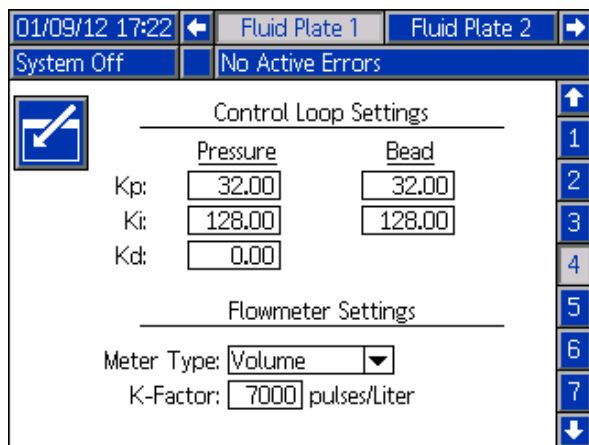 01/09/12 17:22 Fluid Plate 1 Fluid Plate 2
System Off No Active Errors
Control Loop Settings
Pressure Bead
Kp: 32.00 32.00
Ki: 128.00 128.00
Kd: 0.00
Flowmeter Settings
Meter Type: Volume
K-Factor: 7000 pulses/Liter
1
2
3
4
5
6
7